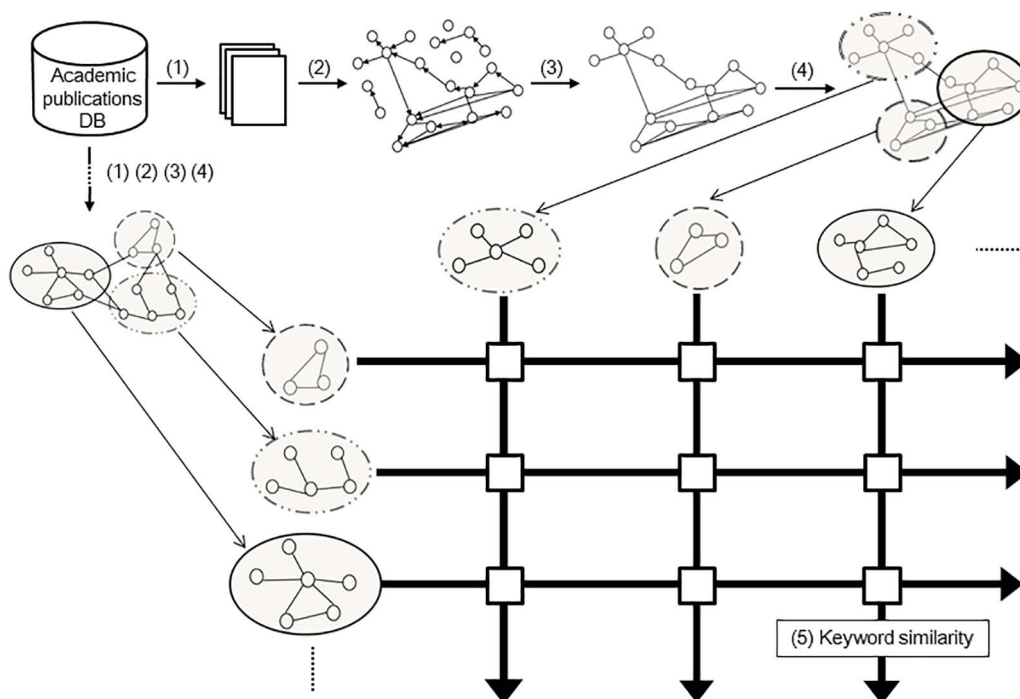 Academic
publications
DB
(1)
(2)
(3)
(4)
(1) (2) (3) (4)
(5) Keyword similarity